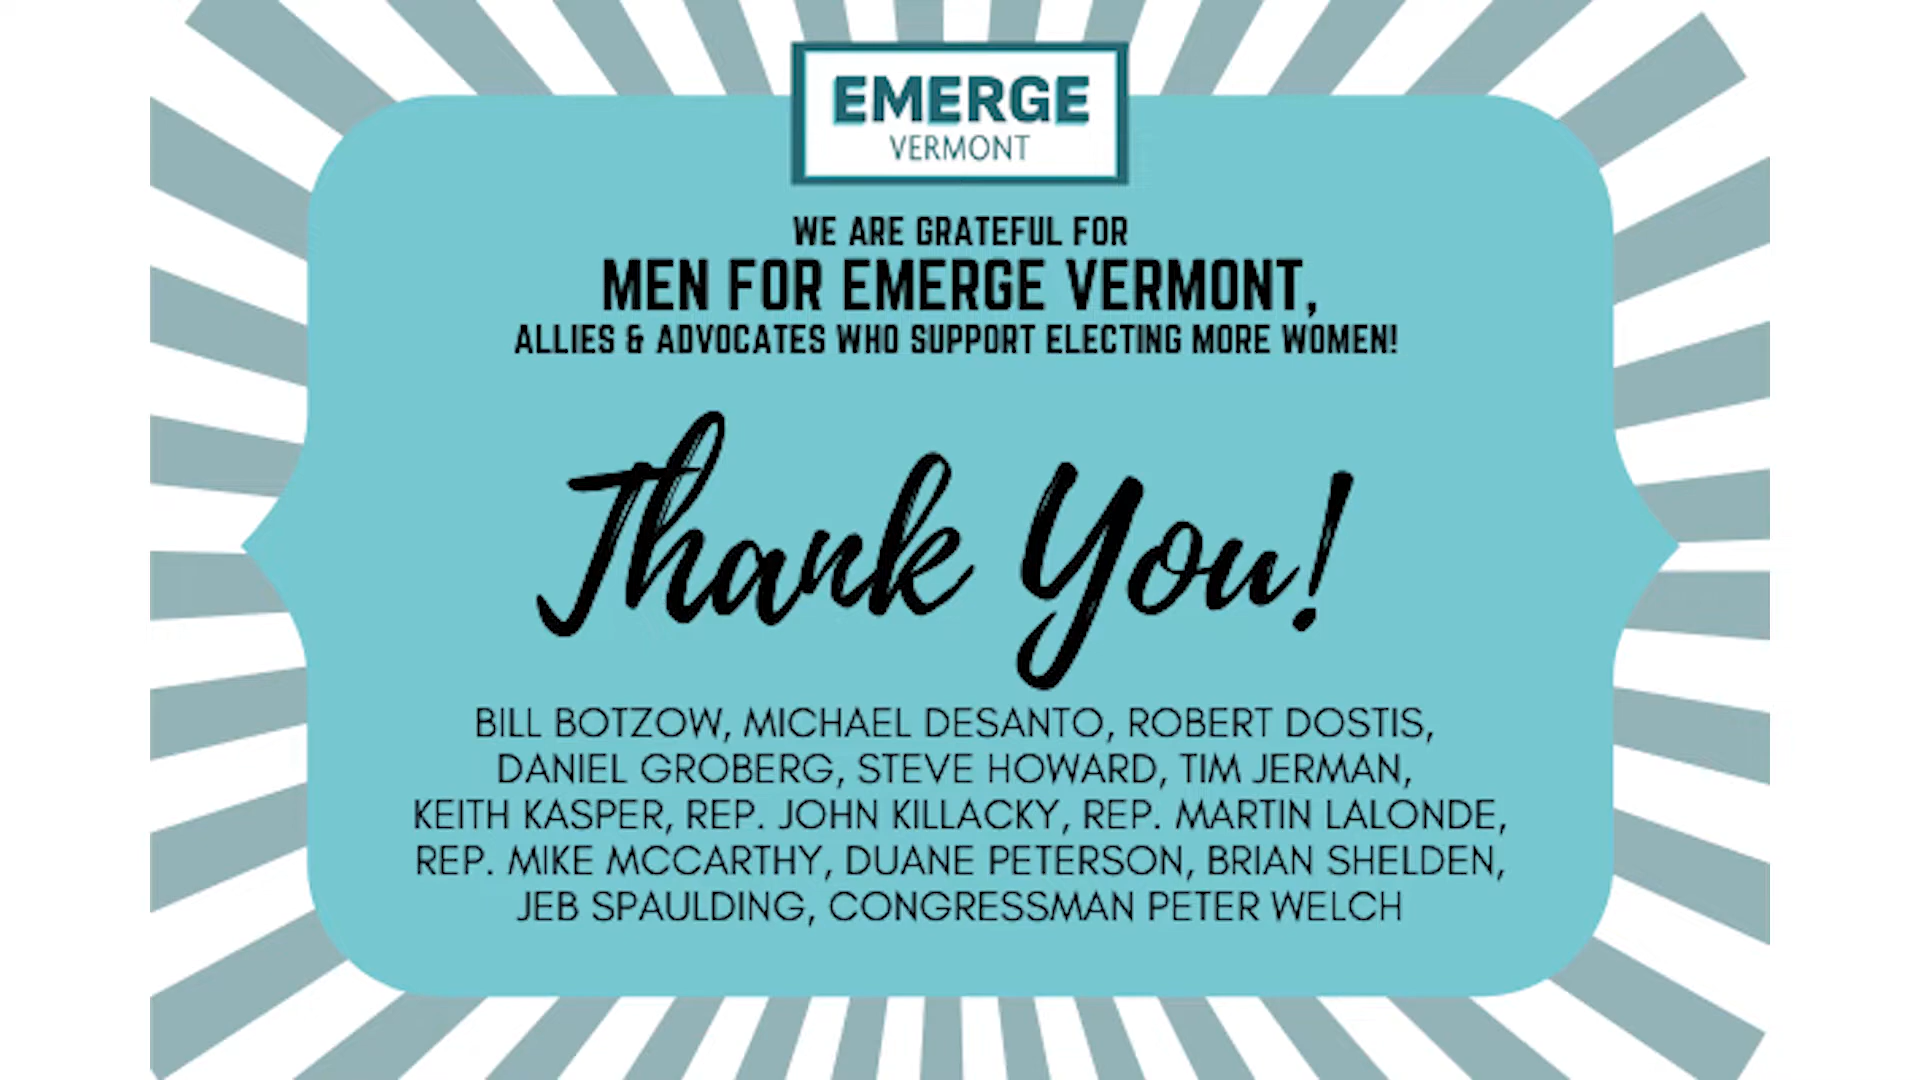 EMERGE
VERMONT
WE ARE GRATEFUL FOR
MEN FOR EMERGE VERMONT,
ALLIES & ADVOCATES WHO SUPPORT ELECTING MORE WOMEN!
Thank You!
BILL BOTZOW, MICHAEL DESANTO, ROBERT DOSTIS,
DANIEL GROBERG, STEVE HOWARD, TIM JERMAN,
KEITH KASPER, REP. JOHN KILLACKY, REP. MARTIN LALONDE,
REP. MIKE MCCARTHY, DUANE PETERSON, BRIAN SHELDEN,
JEB SPAULDING, CONGRESSMAN PETER WELCH